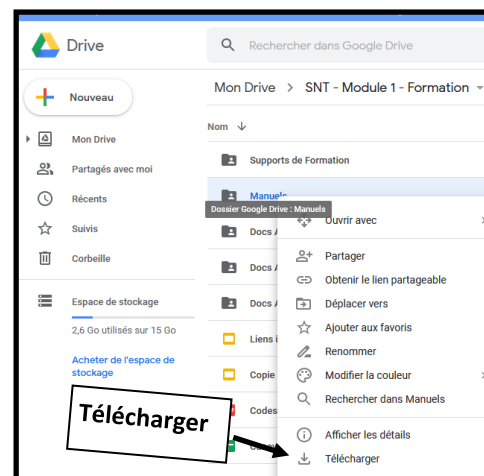 Drive
Rechercher dans Google Drive
Nouveau
Mon Drive > SNT - Module 1 - Formation
Nom
Mon Drive
Partagés avec moi
Récents
Suivis
Corbeille
Espace de stockage
2,6 Go utilisés sur 15 Go
Acheter de l'espace de
stockage
Supports de Formation
Manuels
Dossier Google Drive : Manuels
Docs
Docs
Docs
Liens
Copie
Codes
Ouvrir avec
Partager
Obtenir le lien partageable
Déplacer vers
Ajouter aux favoris
Renommer
Modifier la couleur
Rechercher dans Manuels
Afficher les détails
Télécharger
Télécharger